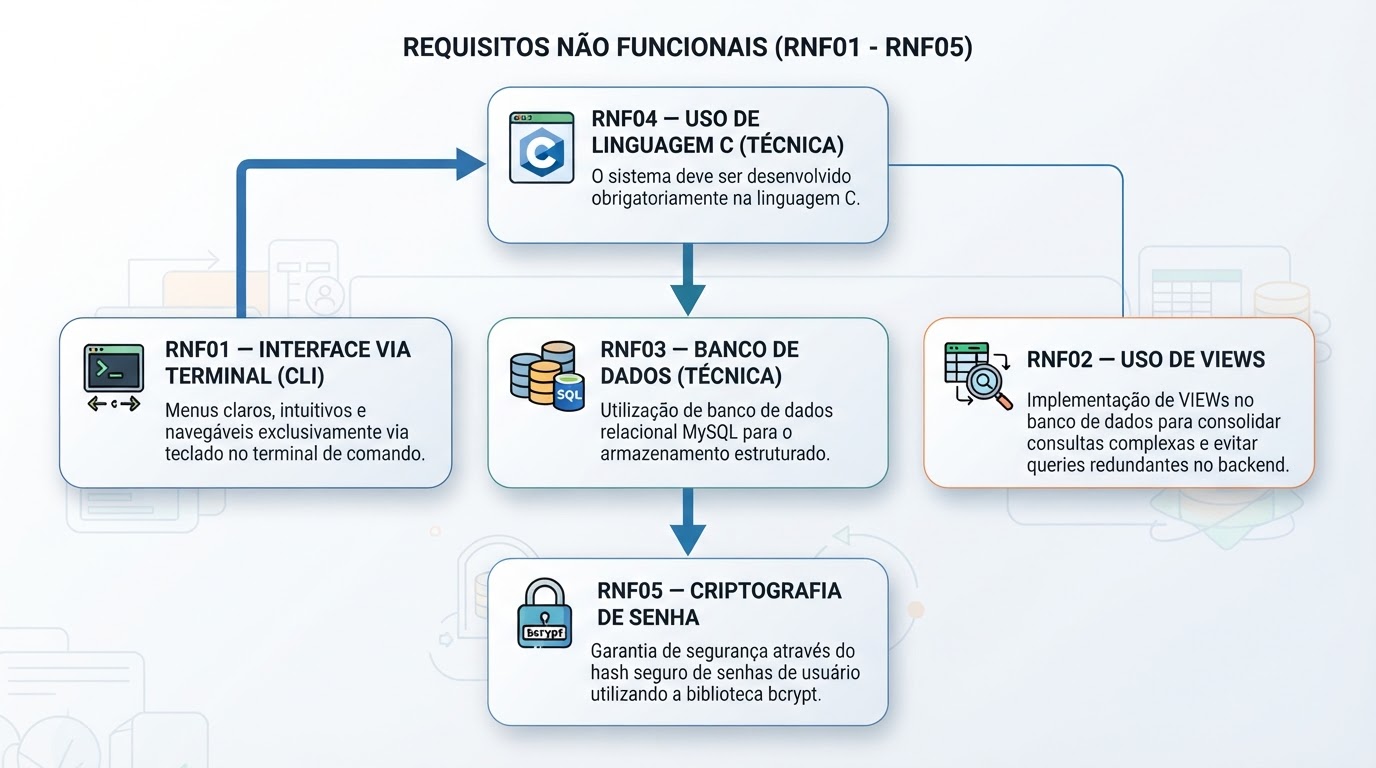 REQUISITOS NÃO FUNCIONAIS (RNF01 - RNF05)
C
RNF04 — USO DE
LINGUAGEM C (TÉCNICA)
O sistema deve ser desenvolvido
obrigatoriamente na linguagem C.
RNF01 — INTERFACE VIA
TERMINAL (CLI)
Menus claros, intuitivos e
navegáveis exclusivamente via
teclado no terminal de comando.
SQL
RNF03 — BANCO DE
DADOS (TÉCNICA)
Utilização de banco de dados
relacional MySQL para o
armazenamento estruturado.
RNF02 — USO DE VIEWS
Implementação de VIEWs no
banco de dados para consolidar
consultas complexas e evitar
queries redundantes no backend.
Bcrypt
RNF05 — CRIPTOGRAFIA
DE SENHA
Garantia de segurança através do
hash seguro de senhas de usuário
utilizando a biblioteca bcrypt.